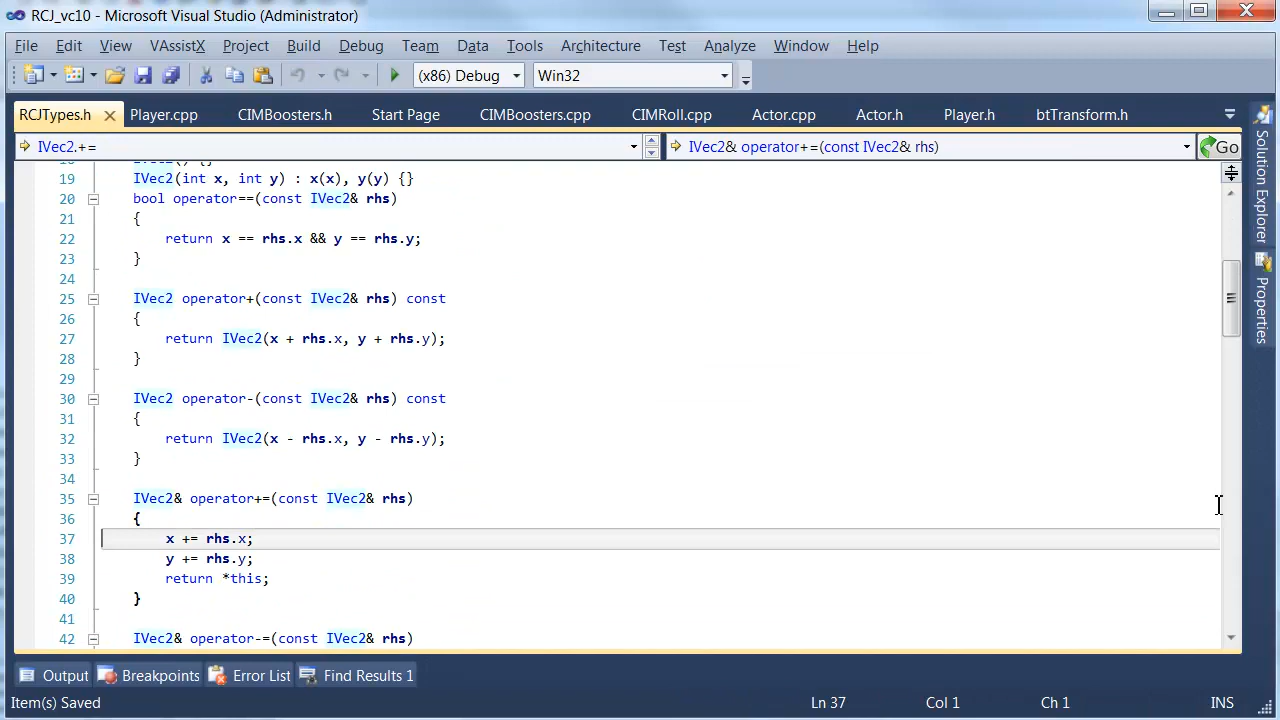 RCJ_vc10 - Microsoft Visual Studio (Administrator)
File Edit View VAssistX Project Build Debug Team Data Tools Architecture Test Analyze Window Help
(x86) Debug Win32
RCJTypes.h Player.cpp CIMBoosters.h Start Page CIMBoosters.cpp CIMRoll.cpp Actor.cpp Actor.h Player.h btTransform.h
IVec2.+= IVec2& operator+=(const IVec2& rhs) Go
19 IVec2(int x, int y) : x(x), y(y) {}
20 bool operator==(const IVec2& rhs)
21 {
22 return x == rhs.x && y == rhs.y;
23 }
24
25 IVec2 operator+(const IVec2& rhs) const
26 {
27 return IVec2(x + rhs.x, y + rhs.y);
28 }
29
30 IVec2 operator-(const IVec2& rhs) const
31 {
32 return IVec2(x - rhs.x, y - rhs.y);
33 }
34
35 IVec2& operator+=(const IVec2& rhs)
36 {
37 x += rhs.x;
38 y += rhs.y;
39 return *this;
40 }
41
42 IVec2& operator-=(const IVec2& rhs)
Solution Explorer
Properties
Output Breakpoints Error List Find Results 1
Item(s) Saved Ln 37 Col 1 Ch 1 INS